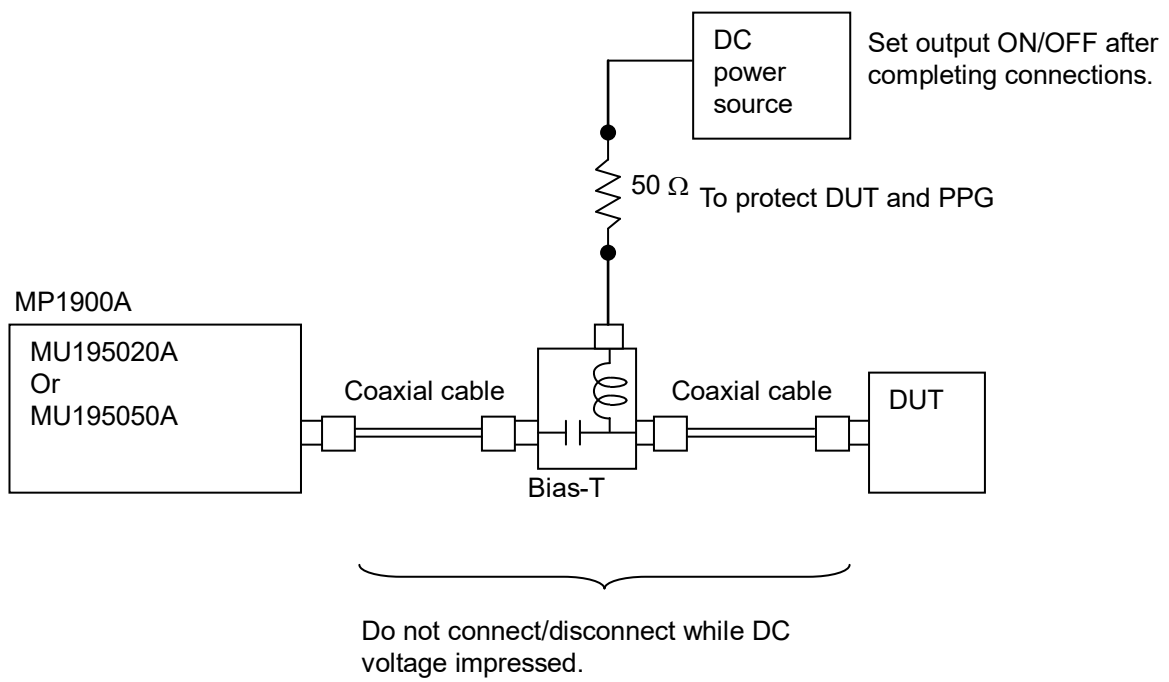 DC
power
source
Set output ON/OFF after
completing connections.
50 Ω
To protect DUT and PPG
MP1900A
MU195020A
Or
MU195050A
Coaxial cable
Coaxial cable
DUT
Bias-T
Do not connect/disconnect while DC
voltage impressed.